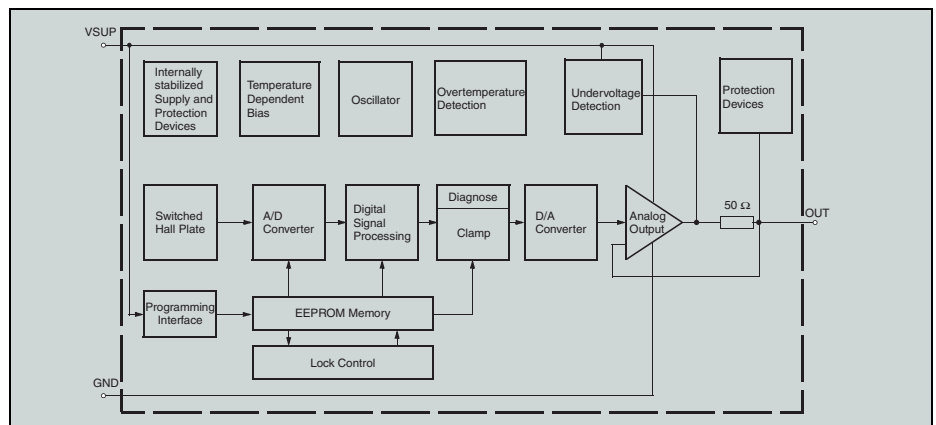 VSUP
Internally
stabilized
Supply and
Protection
Devices
Temperature
Dependent
Bias
Oscillator
Overtemperature
Detection
Undervoltage
Detection
Protection
Devices
Switched
Hall Plate
A/D
Converter
Digital
Signal
Processing
Diagnose
Clamp
D/A
Converter
Analog
Output
50 Ω
OUT
Programming
Interface
EEPROM Memory
Lock Control
GND